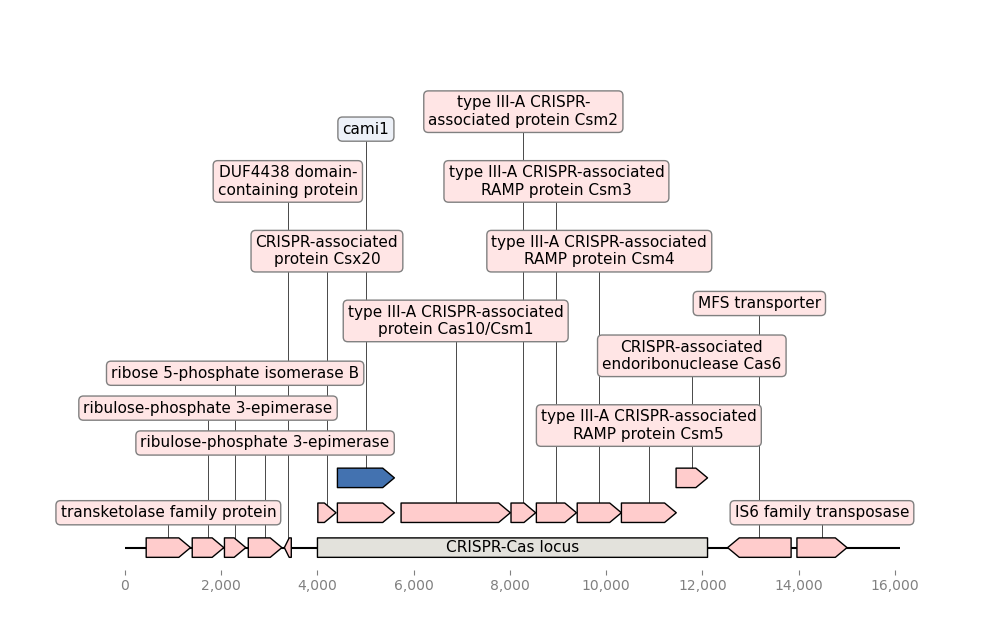 type III-A CRISPR-
associated protein Csm2
cami1
DUF4438 domain-
containing protein
type III-A CRISPR-associated
RAMP protein Csm3
CRISPR-associated
protein Csx20
type III-A CRISPR-associated
RAMP protein Csm4
MFS transporter
type III-A CRISPR-associated
protein Cas10/Csm1
CRISPR-associated
endoribonuclease Cas6
ribose 5-phosphate isomerase B
ribulose-phosphate 3-epimerase
type III-A CRISPR-associated
RAMP protein Csm5
ribulose-phosphate 3-epimerase
transketolase family protein
IS6 family transposase
CRISPR-Cas locus
0
2,000
4,000
6,000
8,000
10,000
12,000
14,000
16,000